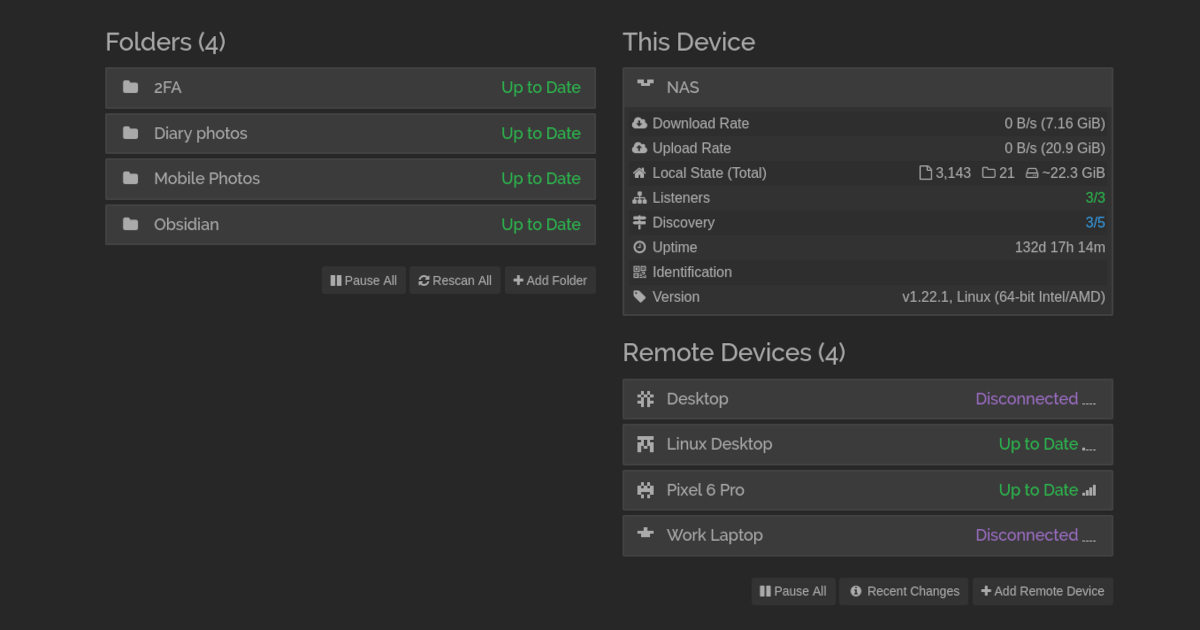 Folders (4)
2FA Up to Date
Diary photos Up to Date
Mobile Photos Up to Date
Obsidian Up to Date
Pause All Rescan All Add Folder
This Device
NAS
Download Rate 0 B/s (7.16 GiB)
Upload Rate 0 B/s (20.9 GiB)
Local State (Total) 3,143 21 ~22.3 GiB
Listeners 3/3
Discovery 3/5
Uptime 132d 17h 14m
Identification
Version v1.22.1, Linux (64-bit Intel/AMD)
Remote Devices (4)
Desktop Disconnected
Linux Desktop Up to Date
Pixel 6 Pro Up to Date
Work Laptop Disconnected
Pause All Recent Changes Add Remote Device